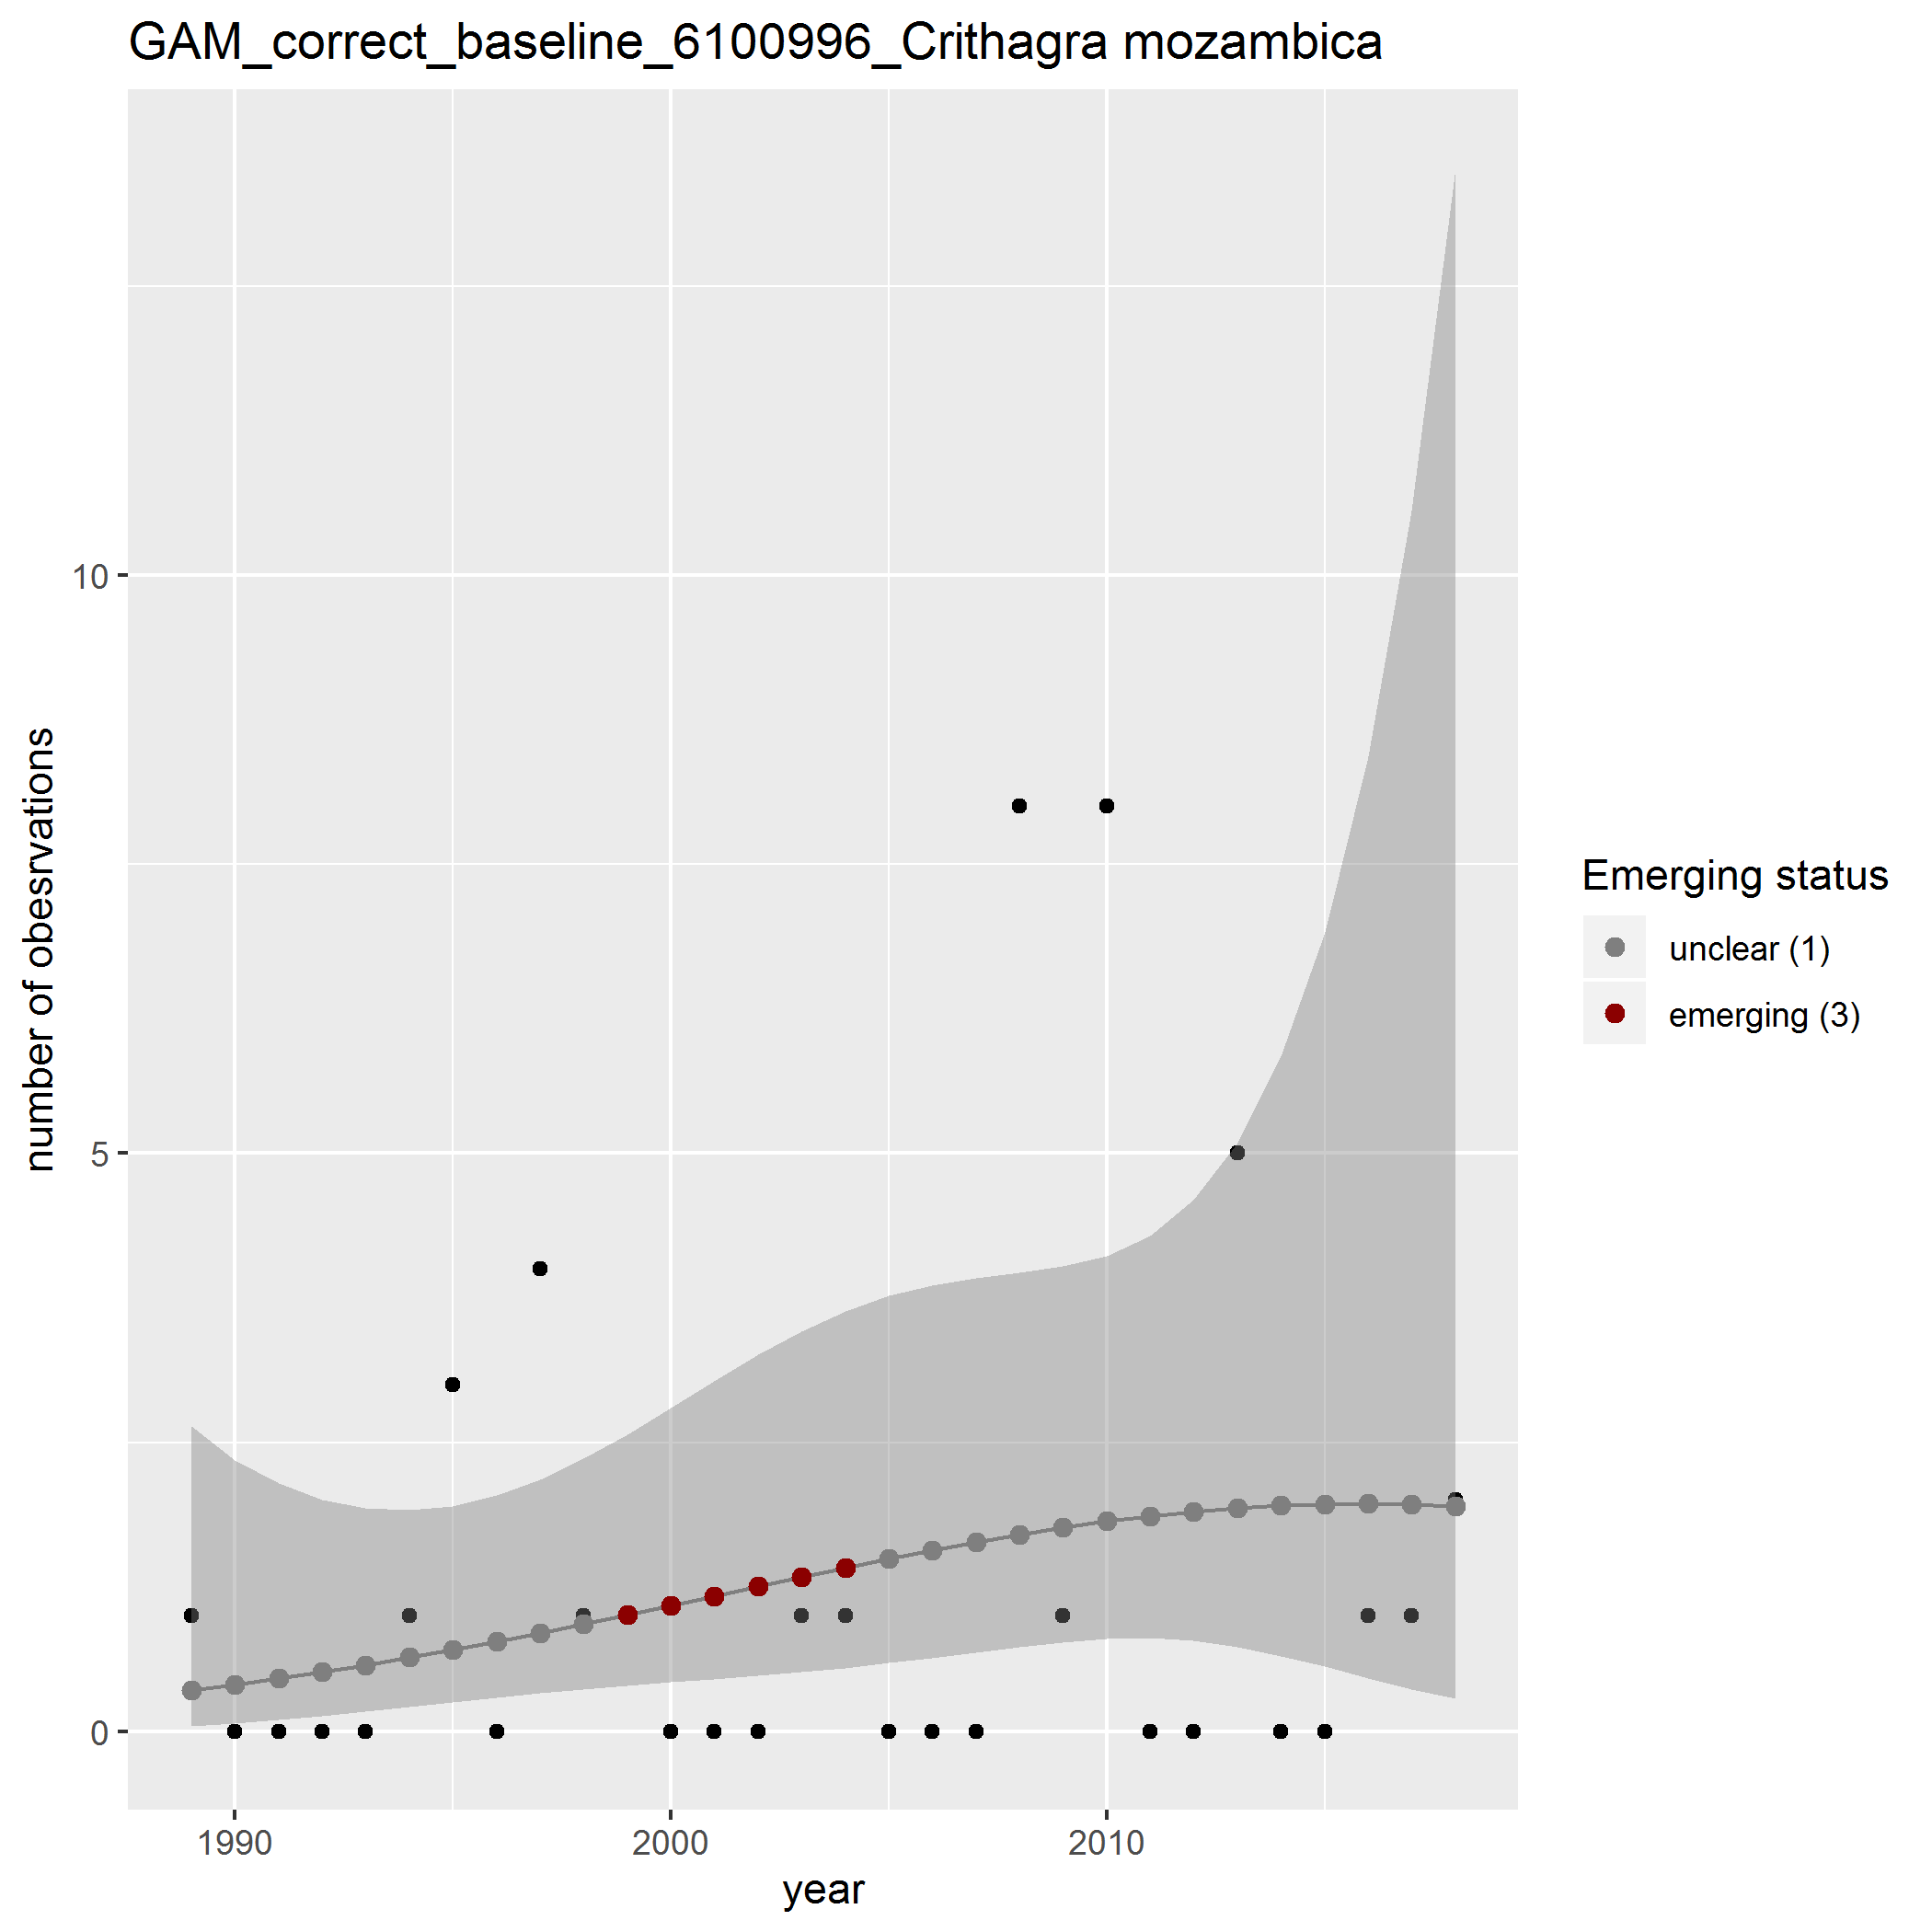 GAM_correct_baseline_6100996_Crithagra mozambica
number of obesrvations
10
5
0
1990
2000
2010
year
Emerging status
unclear (1)
emerging (3)